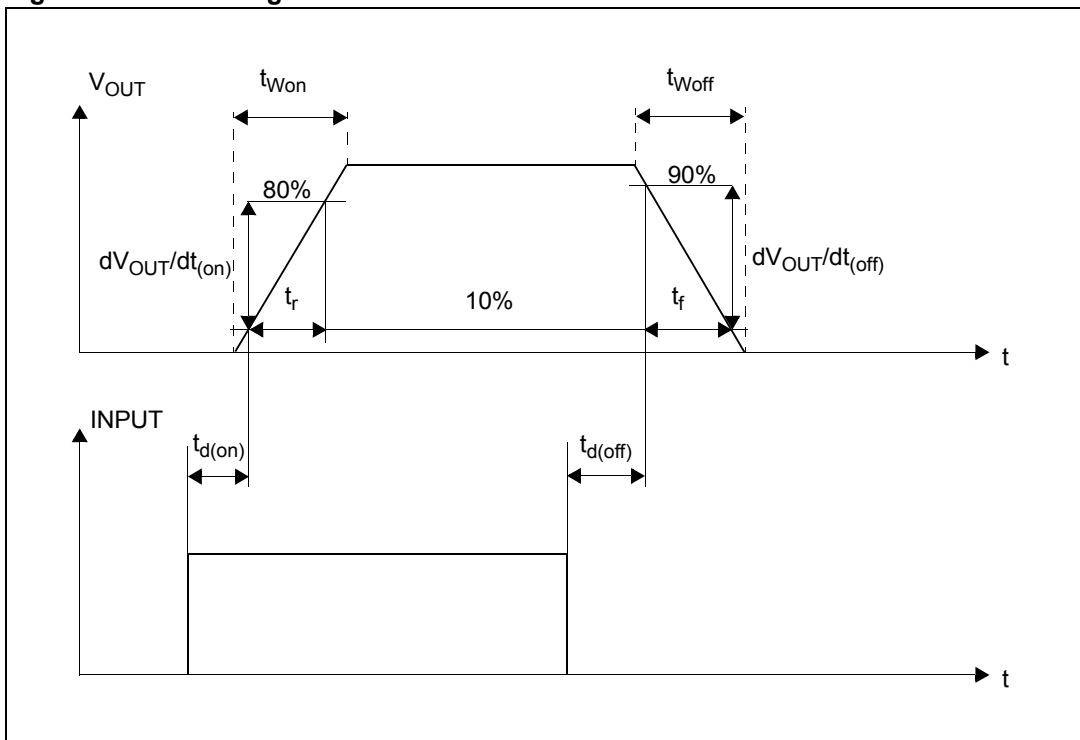 V_OUT
t_Won
t_Woff
80%
90%
dV_OUT/dt_(on)
dV_OUT/dt_(off)
t_r
10%
t_f
t
INPUT
t_d(on)
t_d(off)
t